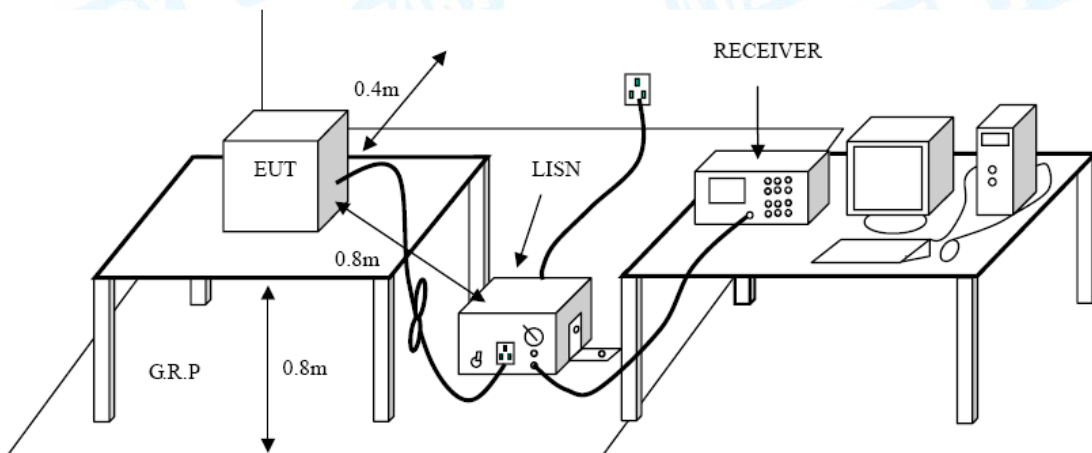 RECEIVER
0.4m
EUT
LISN
0.8m
G.R.P
0.8m